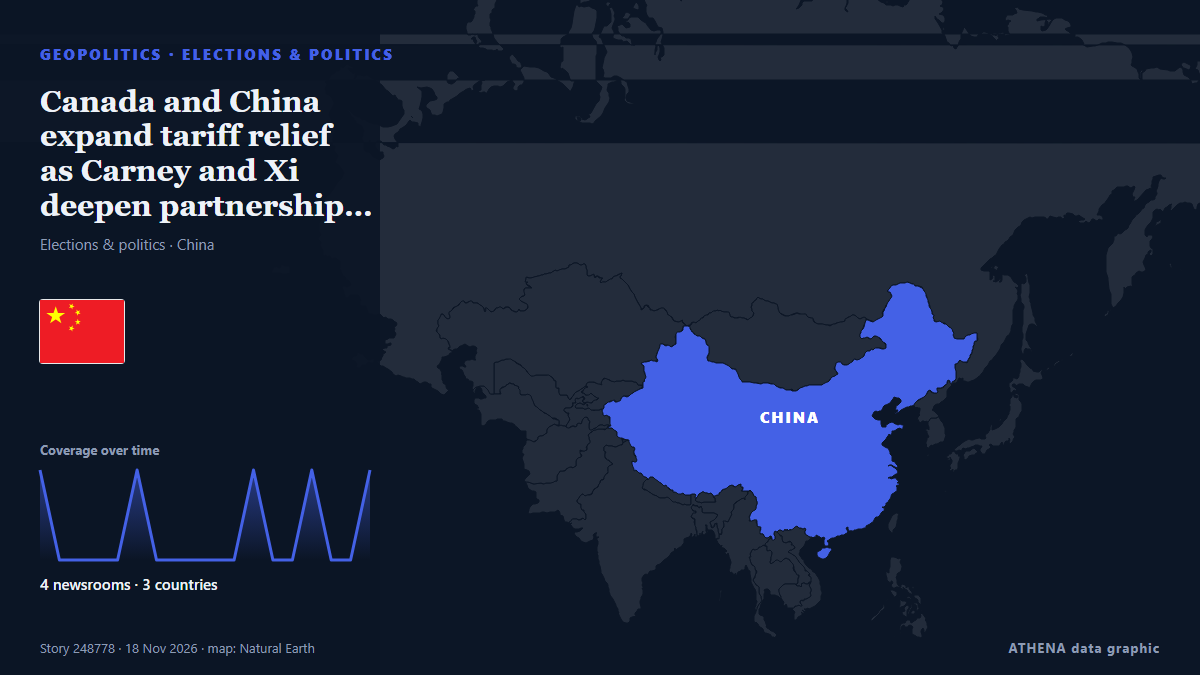 GEOPOLITICS · ELECTIONS & POLITICS
Canada and China
expand tariff relief
as Carney and Xi
deepen partnership...
Elections & politics · China
CHINA
Coverage over time
4 newsrooms · 3 countries
Story 248778 · 18 Nov 2026 · map: Natural Earth
ATHENA data graphic